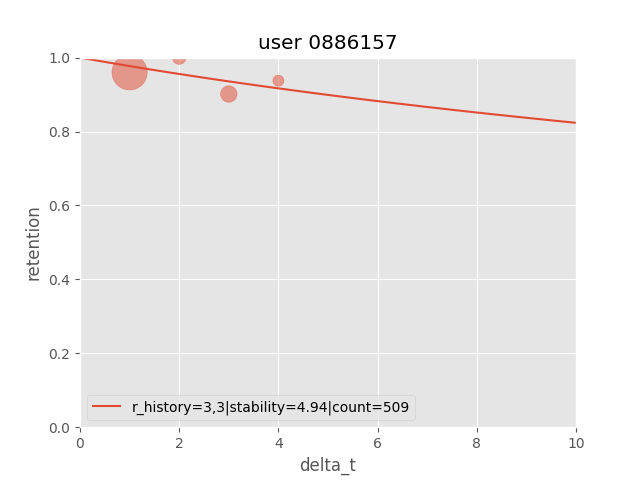 user 0886157
retention
1.0
0.8
0.6
0.4
0.2
0.0
r_history=3,3|stability=4.94|count=509
0 2 4 6 8 10
delta_t